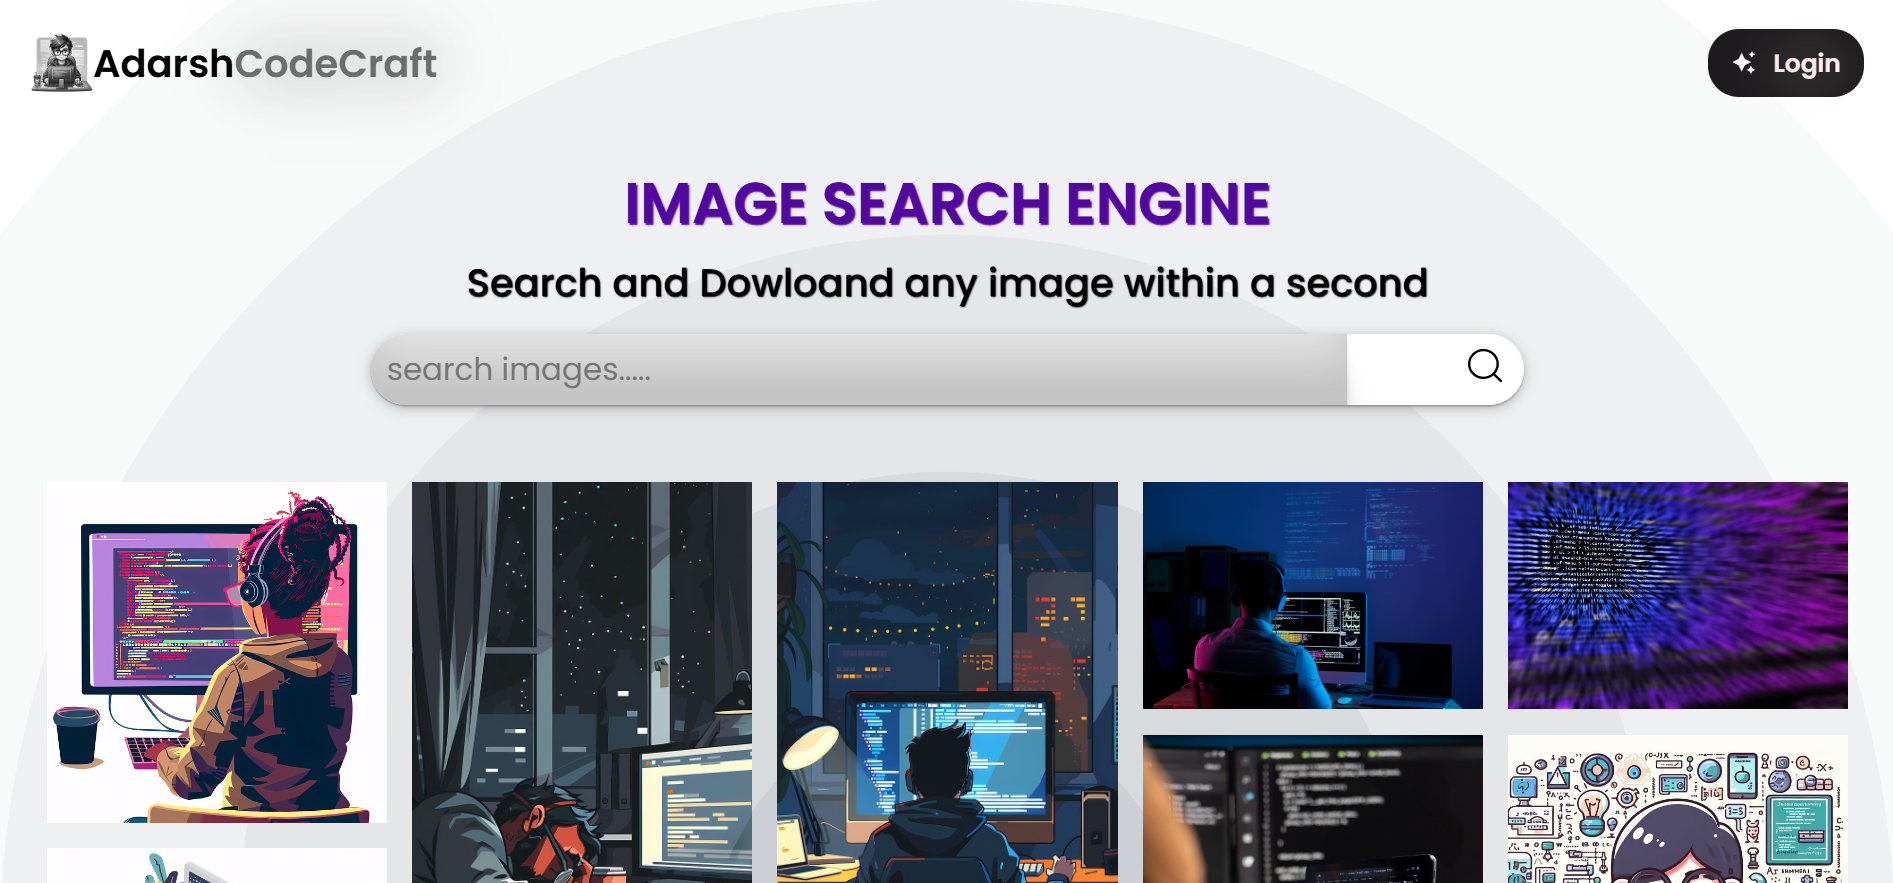 AdarshCodeCraft
Login
IMAGE SEARCH ENGINE
Search and Dowloand any image within a second
search images.....